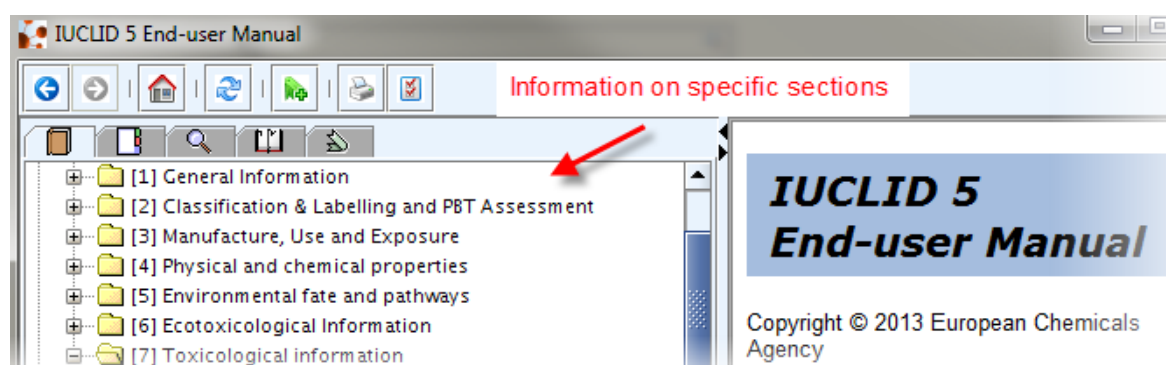 IUCLID 5 End-user Manual
Information on specific sections
[1] General Information
[2] Classification & Labelling and PBT Assessment
[3] Manufacture, Use and Exposure
[4] Physical and chemical properties
[5] Environmental fate and pathways
[6] Ecotoxicological Information
[7] Toxicological information
IUCLID 5
End-user Manual
Copyright © 2013 European Chemicals
Agency